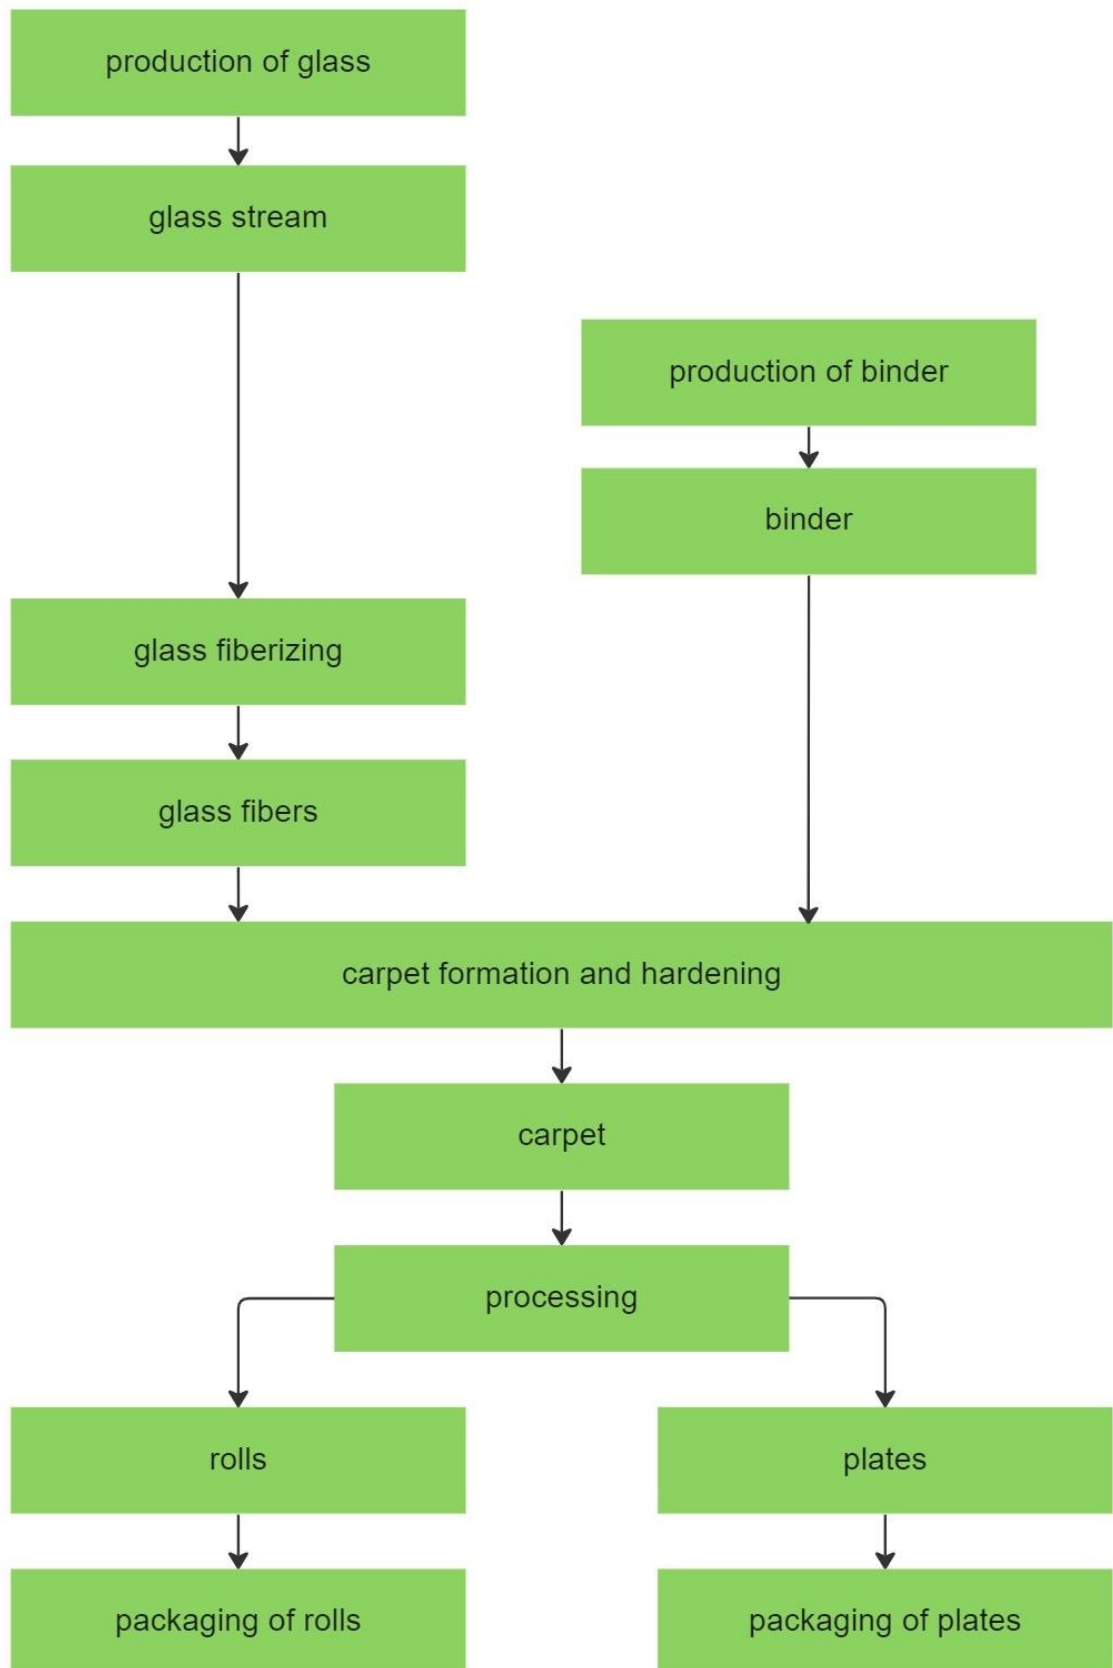 production of glass
glass stream
production of binder
binder
glass fiberizing
glass fibers
carpet formation and hardening
carpet
processing
rolls
plates
packaging of rolls
packaging of plates